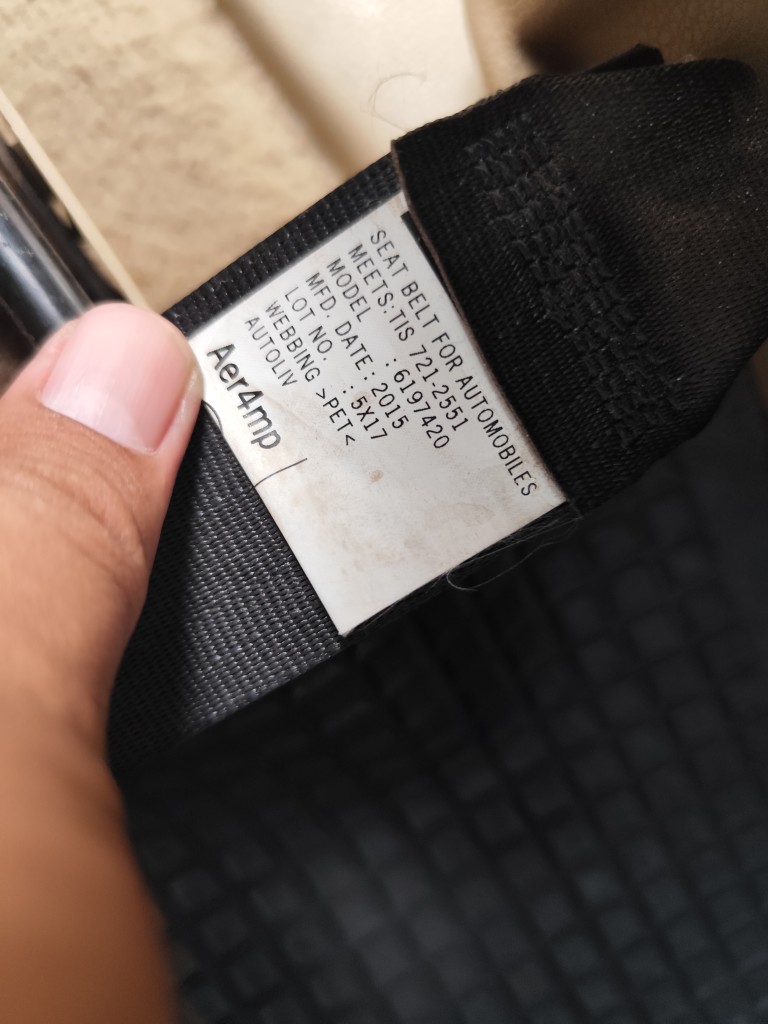 SEAT BELT FOR AUTOMOBILES
MEETS:TIS 721-2551
MODEL : 6197420
MFD. DATE : 2015
LOT NO. : 5X17
WEBBING >PET<
AUTOLIV
Aer4mp